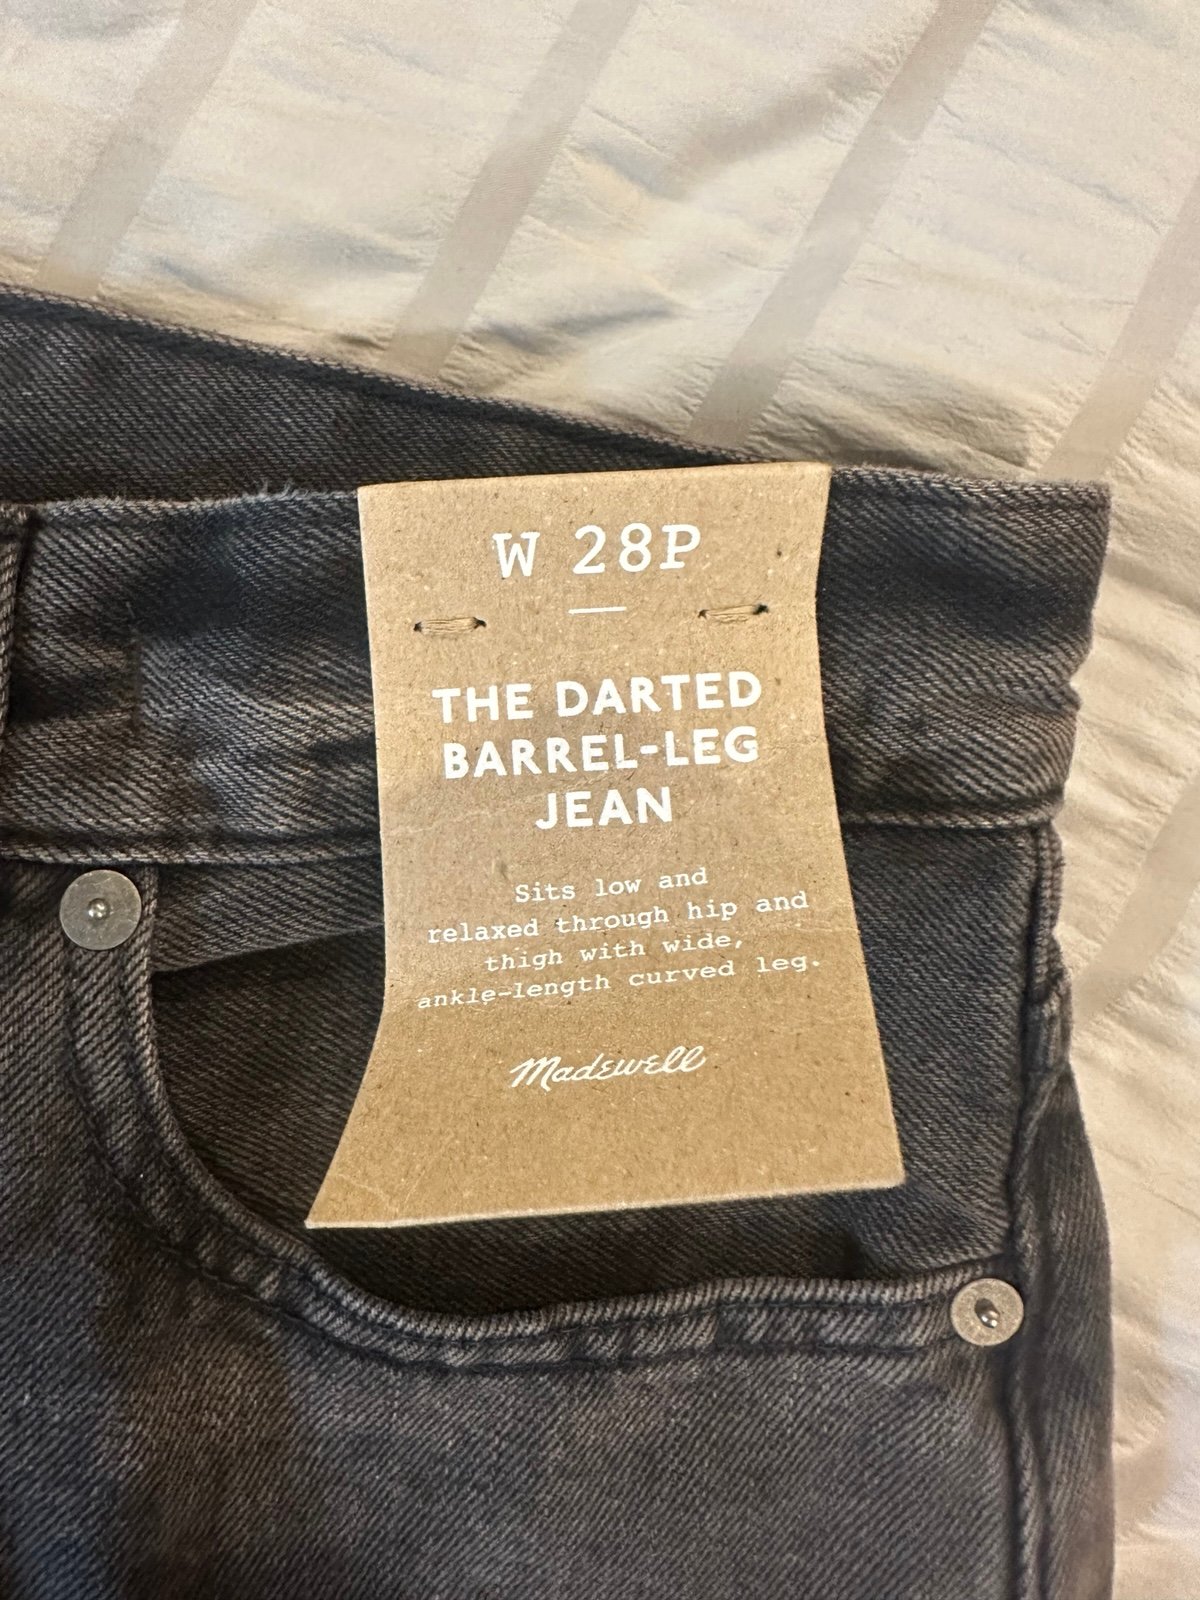 W 28P
THE DARTED
BARREL-LEG
JEAN
Sits low and
relaxed through hip and
thigh with wide,
ankle-length curved leg.
Madewell